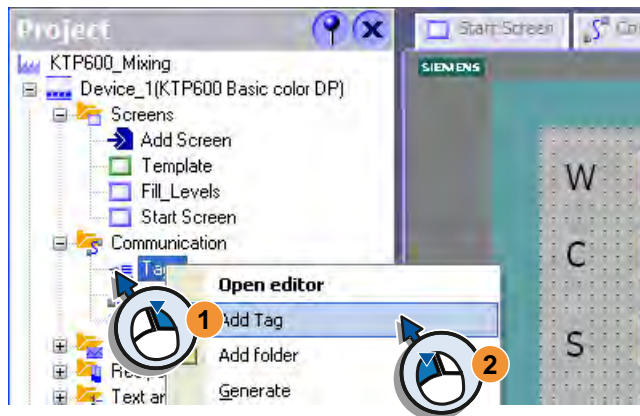 Project
Start Screen
KTP600_Mixing
SIEMENS
Device_1(KTP600 Basic color DP)
Screens
Add Screen
Template
W
Fill_Levels
Start Screen
Communication
C
Open editor
1
Add Tag
2
S
Add folder
Text
Generate